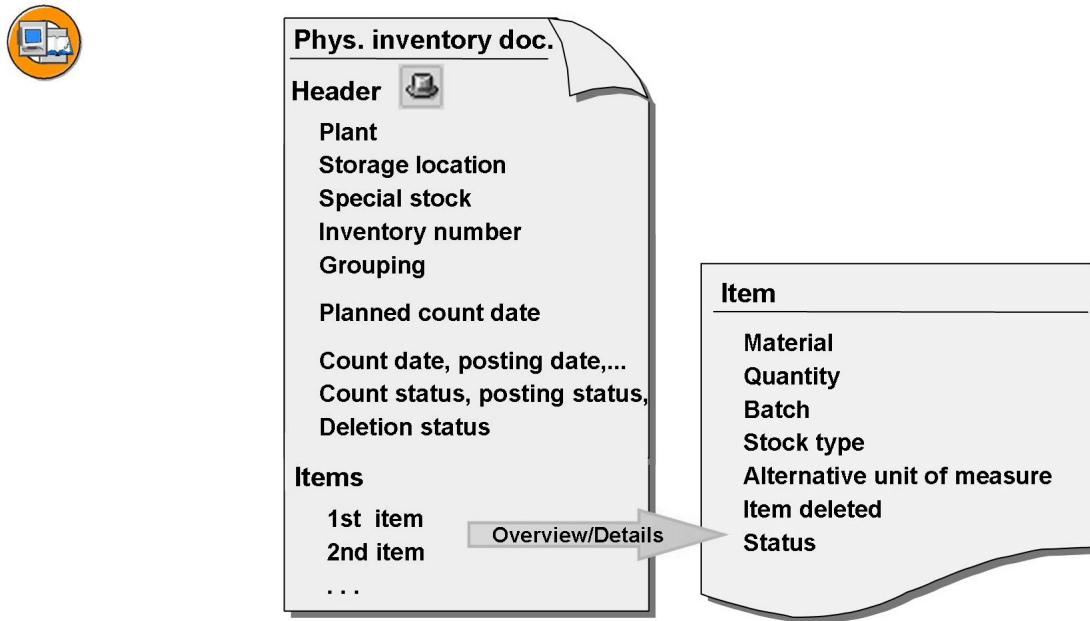 Phys. inventory doc.
Header
Plant
Storage location
Special stock
Inventory number
Grouping
Planned count date
Count date, posting date,...
Count status, posting status,
Deletion status
Items
1st item
2nd item
. . .
Overview/Details
Item
Material
Quantity
Batch
Stock type
Alternative unit of measure
Item deleted
Status